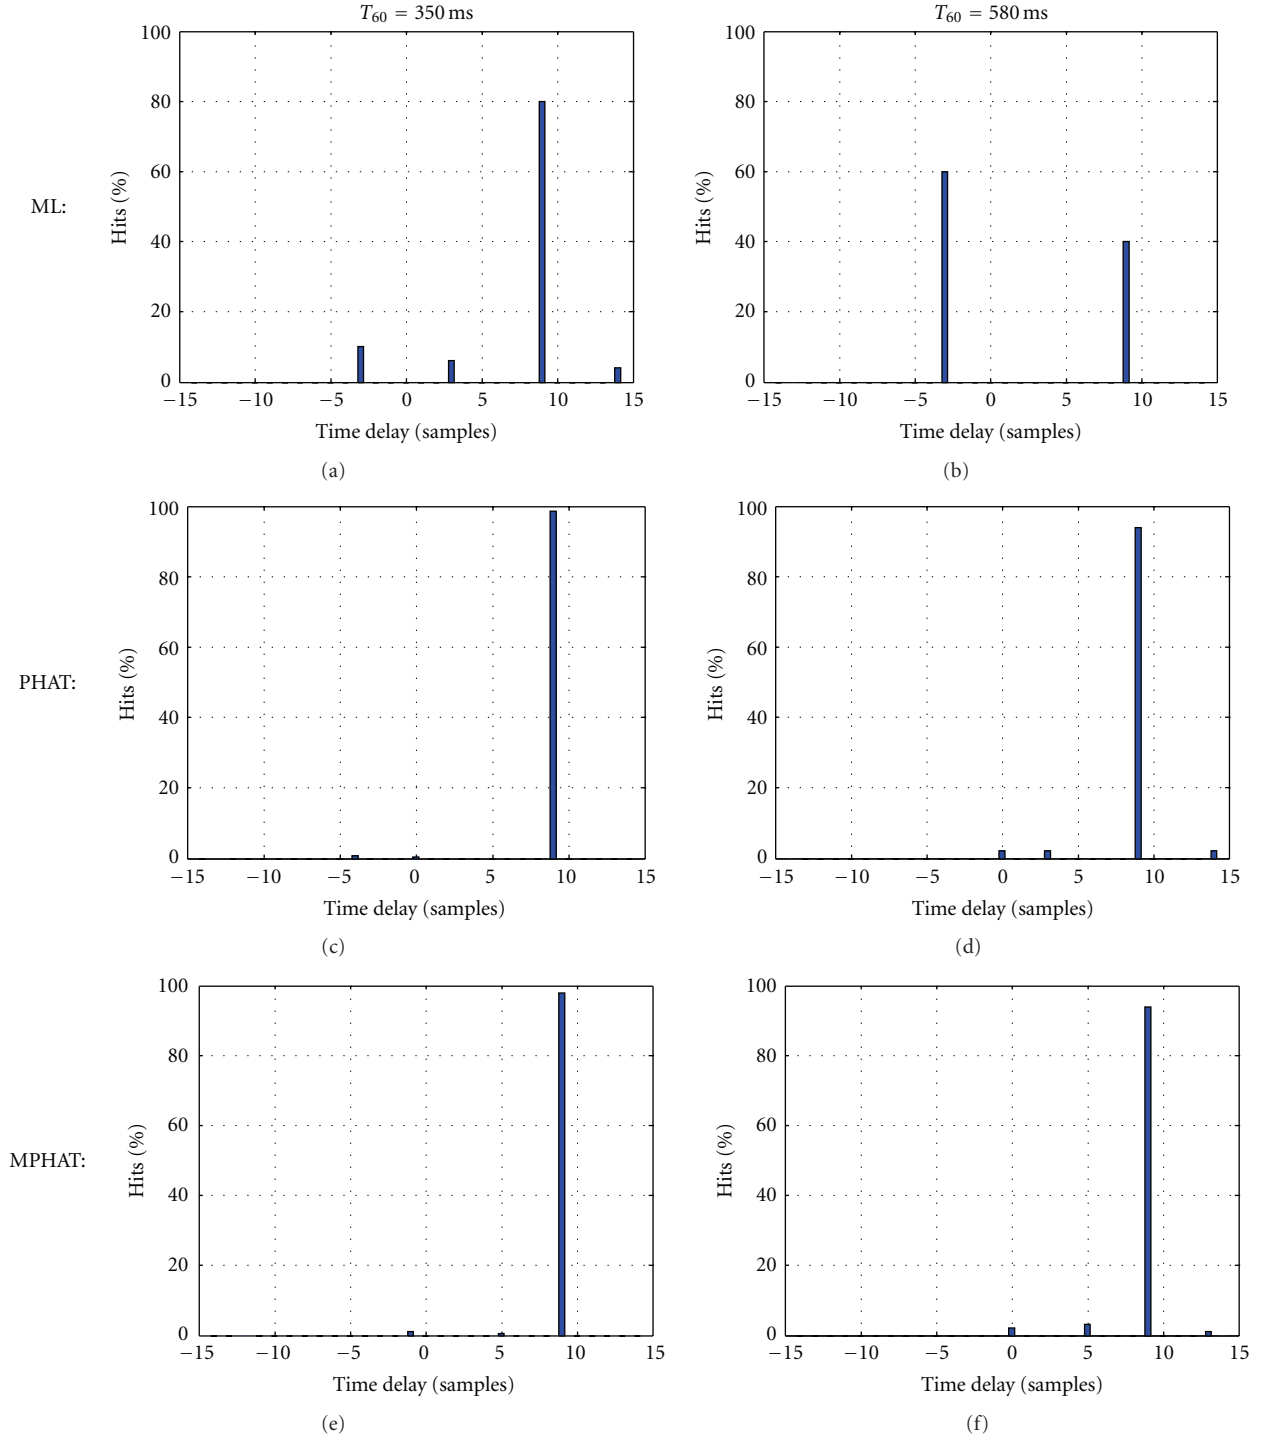 T60 = 350 ms
T60 = 580 ms
ML:
Hits (%)
100
80
60
40
20
0
−15 −10 −5 0 5 10 15
Time delay (samples)
(a)
Hits (%)
100
80
60
40
20
0
−15 −10 −5 0 5 10 15
Time delay (samples)
(b)
PHAT:
Hits (%)
100
80
60
40
20
0
−15 −10 −5 0 5 10 15
Time delay (samples)
(c)
Hits (%)
100
80
60
40
20
0
−15 −10 −5 0 5 10 15
Time delay (samples)
(d)
MPHAT:
Hits (%)
100
80
60
40
20
0
−15 −10 −5 0 5 10 15
Time delay (samples)
(e)
Hits (%)
100
80
60
40
20
0
−15 −10 −5 0 5 10 15
Time delay (samples)
(f)